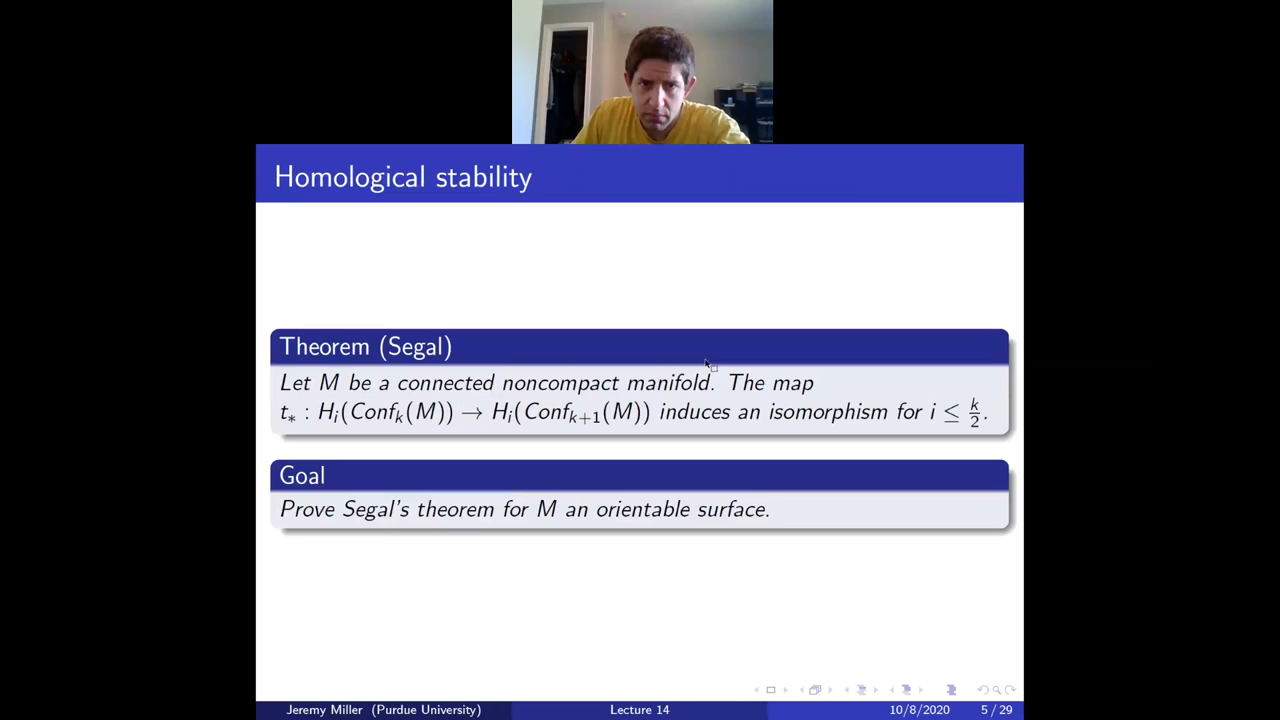 Homological stability
Theorem (Segal)
Let M be a connected noncompact manifold. The map
t_* : H_i(Conf_k(M)) → H_i(Conf_{k+1}(M)) induces an isomorphism for i ≤ k/2.
Goal
Prove Segal's theorem for M an orientable surface.
Jeremy Miller (Purdue University) Lecture 14 10/8/2020 5 / 29